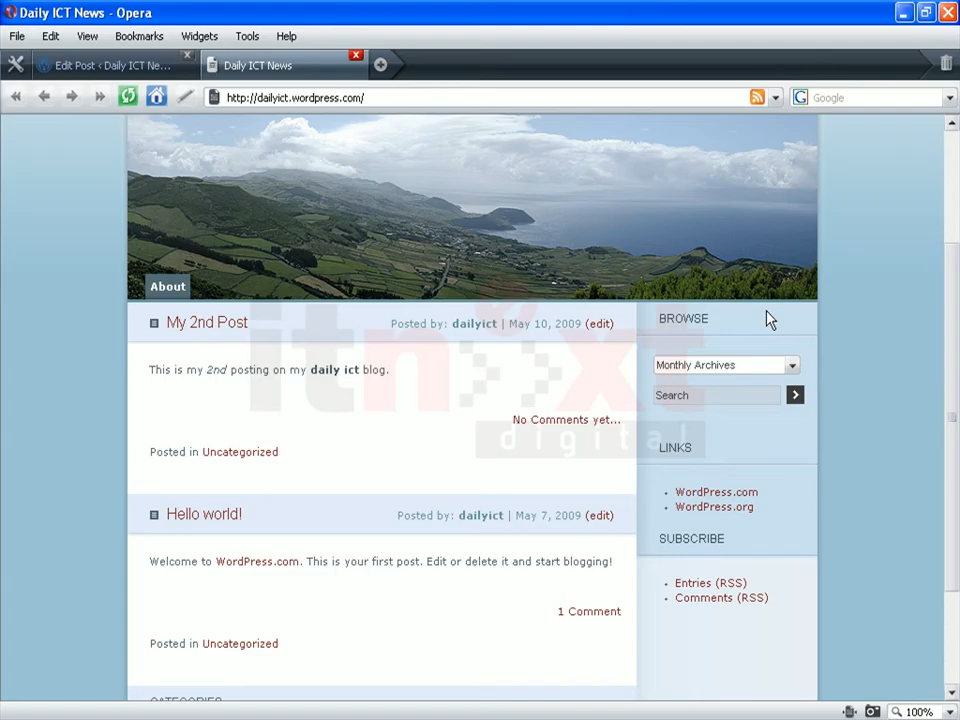 Daily ICT News - Opera
File Edit View Bookmarks Widgets Tools Help
Edit Post ‹ Daily ICT Ne...
Daily ICT News
http://dailyict.wordpress.com/
Google
About
My 2nd Post
Posted by: dailyict | May 10, 2009 (edit)
This is my 2nd posting on my daily ict blog.
No Comments yet...
Posted in Uncategorized
Hello world!
Posted by: dailyict | May 7, 2009 (edit)
Welcome to WordPress.com. This is your first post. Edit or delete it and start blogging!
1 Comment
Posted in Uncategorized
CATEGORIES
BROWSE
Monthly Archives
Search
LINKS
WordPress.com
WordPress.org
SUBSCRIBE
Entries (RSS)
Comments (RSS)
itnext
digital
100%